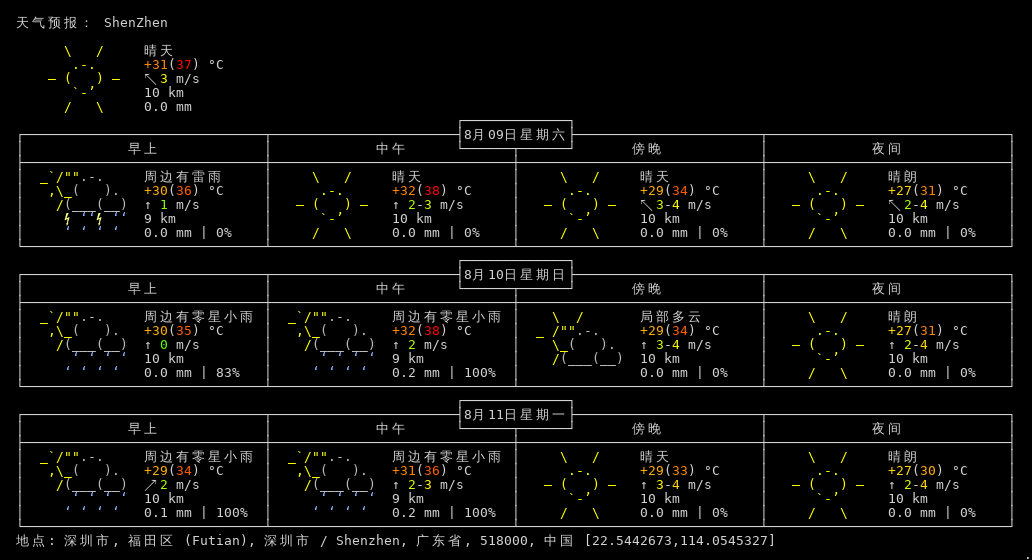 天气预报： ShenZhen
晴天
+31(37) °C
↖ 3 m/s
10 km
0.0 mm
8月09日星期六
早上 中午 傍晚 夜间
周边有雷雨 晴天 晴天 晴朗
+30(36) °C +32(38) °C +29(34) °C +27(31) °C
↑ 1 m/s ↑ 2-3 m/s ↖ 3-4 m/s ↖ 2-4 m/s
9 km 10 km 10 km 10 km
0.0 mm | 0% 0.0 mm | 0% 0.0 mm | 0% 0.0 mm | 0%
8月10日星期日
早上 中午 傍晚 夜间
周边有零星小雨 周边有零星小雨 局部多云 晴朗
+30(35) °C +32(38) °C +29(34) °C +27(31) °C
↑ 0 m/s ↑ 2 m/s ↑ 3-4 m/s ↑ 2-4 m/s
10 km 9 km 10 km 10 km
0.0 mm | 83% 0.2 mm | 100% 0.0 mm | 0% 0.0 mm | 0%
8月11日星期一
早上 中午 傍晚 夜间
周边有零星小雨 周边有零星小雨 晴天 晴朗
+29(34) °C +31(36) °C +29(33) °C +27(30) °C
↗ 2 m/s ↑ 2-3 m/s ↑ 3-4 m/s ↑ 2-4 m/s
10 km 9 km 10 km 10 km
0.1 mm | 100% 0.2 mm | 100% 0.0 mm | 0% 0.0 mm | 0%
地点: 深圳市, 福田区 (Futian), 深圳市 / Shenzhen, 广东省, 518000, 中国 [22.5442673,114.0545327]